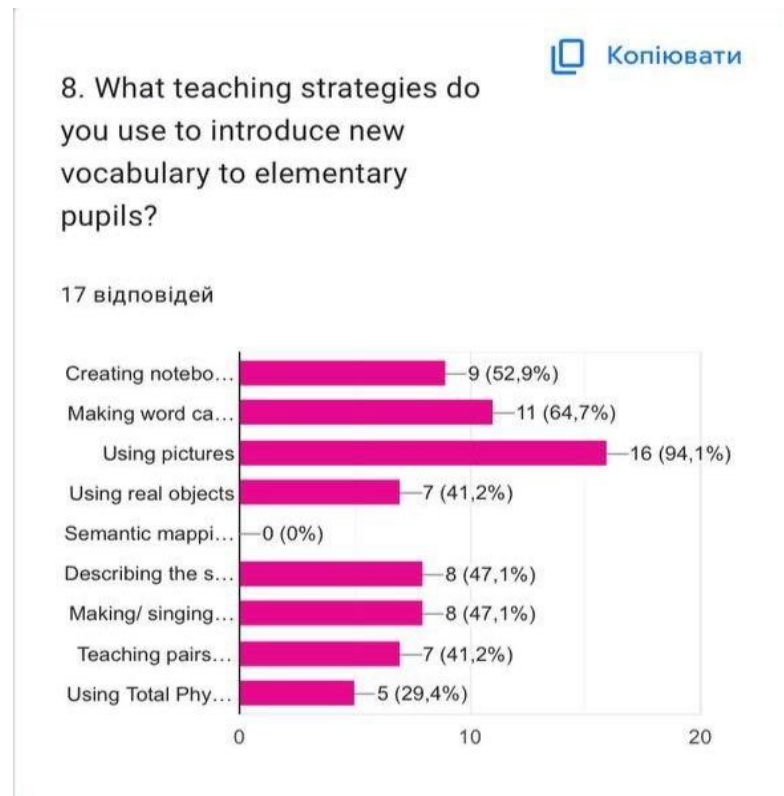 Копіювати
8. What teaching strategies do
you use to introduce new
vocabulary to elementary
pupils?
17 відповідей
Creating notebo... 9 (52,9%)
Making word ca... 11 (64,7%)
Using pictures 16 (94,1%)
Using real objects 7 (41,2%)
Semantic mappi... 0 (0%)
Describing the s... 8 (47,1%)
Making/ singing... 8 (47,1%)
Teaching pairs... 7 (41,2%)
Using Total Phy... 5 (29,4%)
0 10 20